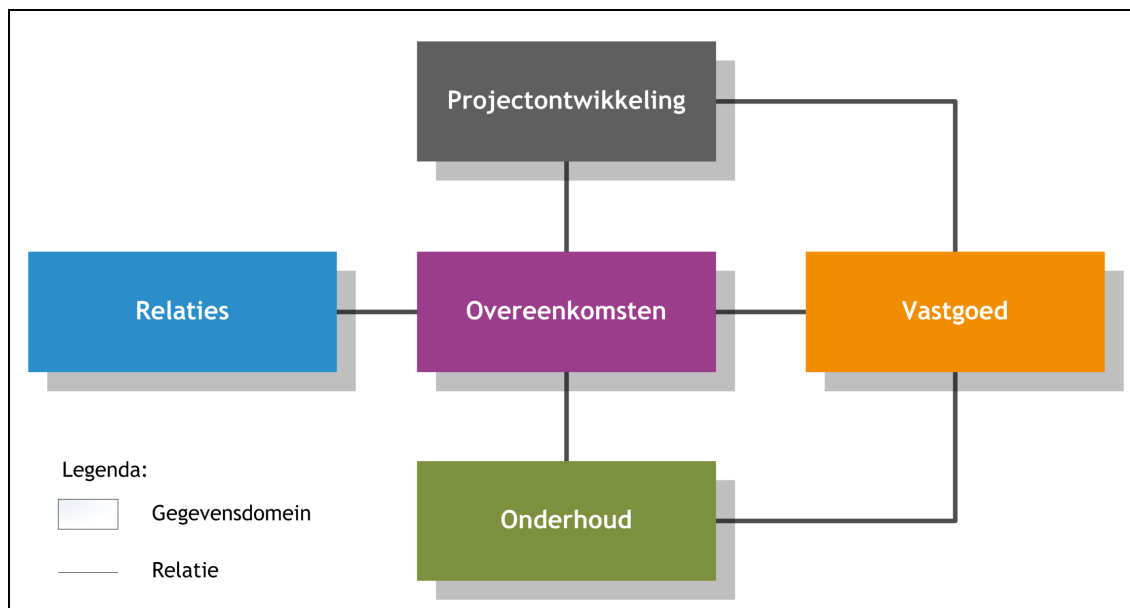 Projectontwikkeling
Relaties
Overeenkomsten
Vastgoed
Onderhoud
Legenda:
Gegevensdomein
Relatie